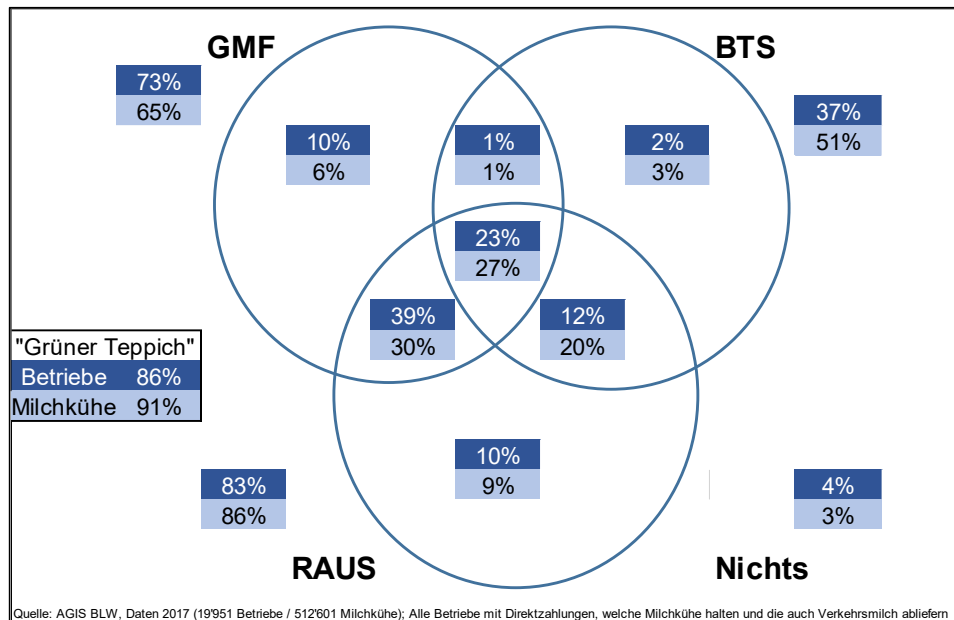 GMF
BTS
73%
65%
37%
51%
10%
6%
1%
1%
2%
3%
23%
27%
39%
30%
12%
20%
"Grüner Teppich"
Betriebe 86%
Milchkühe 91%
10%
9%
83%
86%
4%
3%
RAUS
Nichts
Quelle: AGIS BLW, Daten 2017 (19'951 Betriebe / 512'601 Milchkühe); Alle Betriebe mit Direktzahlungen, welche Milchkühe halten und die auch Verkehrsmilch abliefern